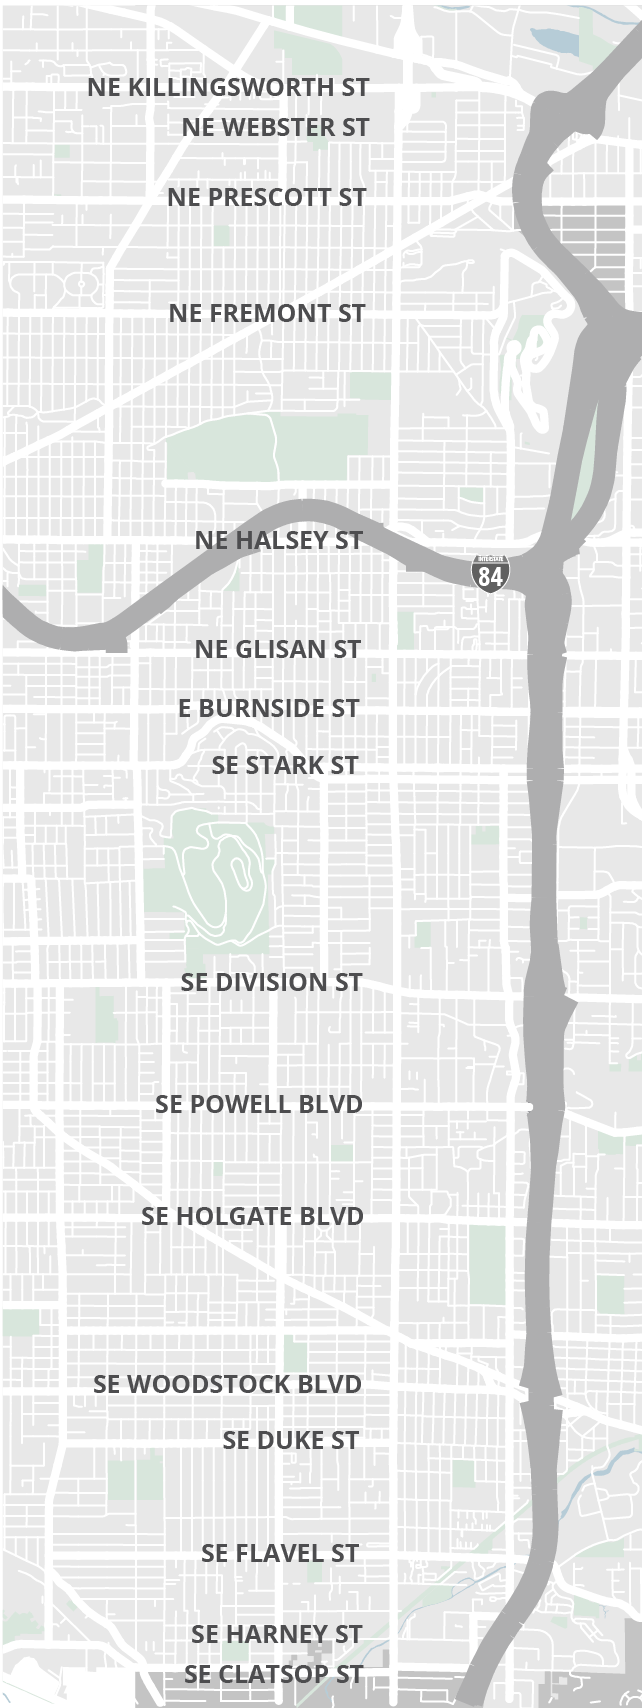 NE KILLINGSWORTH ST
NE WEBSTER ST
NE PRESCOTT ST
NE FREMONT ST
NE HALSEY ST
INTERSTATE
84
NE GLISAN ST
E BURNSIDE ST
SE STARK ST
SE DIVISION ST
SE POWELL BLVD
SE HOLGATE BLVD
SE WOODSTOCK BLVD
SE DUKE ST
SE FLAVEL ST
SE HARNEY ST
SE CLATSOP ST